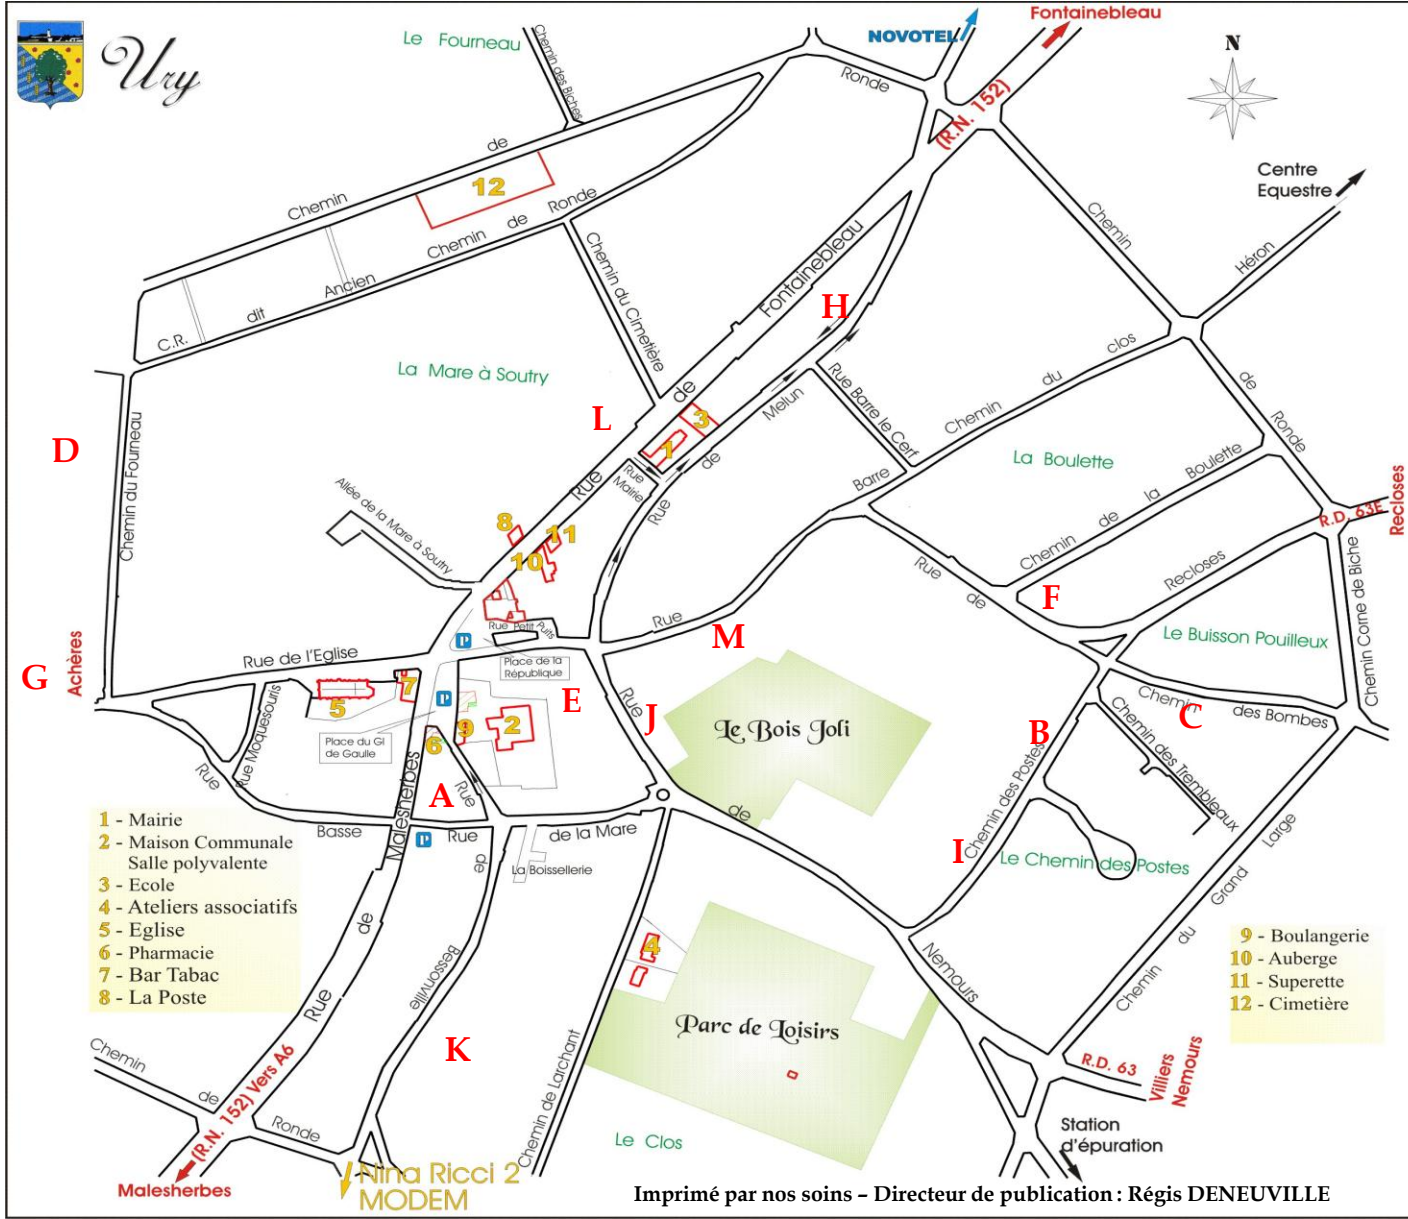 Ury
Le Fourneau
Chemin des Biches
NOVOTEL
Fontainebleau
(R.N. 152)
N
Centre
Equestre
Chemin de Ronde
12
C.R. dit Ancien Chemin de Ronde
Chemin du Cimetière
La Mare à Soutry
Rue de Fontainebleau
H
Héron
Chemin de Ronde
L
3
1
Rue de Melun
Rue Mairie
Rue Barre le Cerf
Chemin du clos
Barre
La Boulette
Chemin de la Boulette
D
Chemin du Fourneau
Allée de la Mare à Soutry
8
11
10
R.D. 63E
Recloses
Recloses
Rue de
F
Le Buisson Pouilleux
Chemin Corne de Biche
Rue
M
Rue Petit Puits
P
Place de la
République
Achères
G
Rue de l'Eglise
5
7
P
Place du Gl
de Gaulle
6
9
2
E
Rue
J
Le Bois Joli
B
C
Chemin des Bombes
Chemin des Trembleaux
Chemin des Postes
I
Le Chemin des Postes
Rue Moquesouris
Rue Basse
Malesherbes
A
Rue
P
Rue de la Mare
de
La Boissellerie
de
Nemours
Chemin du Grand Large
1 - Mairie
2 - Maison Communale
Salle polyvalente
3 - Ecole
4 - Ateliers associatifs
5 - Eglise
6 - Pharmacie
7 - Bar Tabac
8 - La Poste
9 - Boulangerie
10 - Auberge
11 - Superette
12 - Cimetière
Rue de
Bessonville
4
Parc de Loisirs
K
Chemin de Larchant
Chemin de Ronde
(R.N. 152) Vers A6
R.D. 63
Villiers
Nemours
Station
d'épuration
Le Clos
Malesherbes
Nina Ricci 2
MODEM
Imprimé par nos soins – Directeur de publication : Régis DENEUVILLE